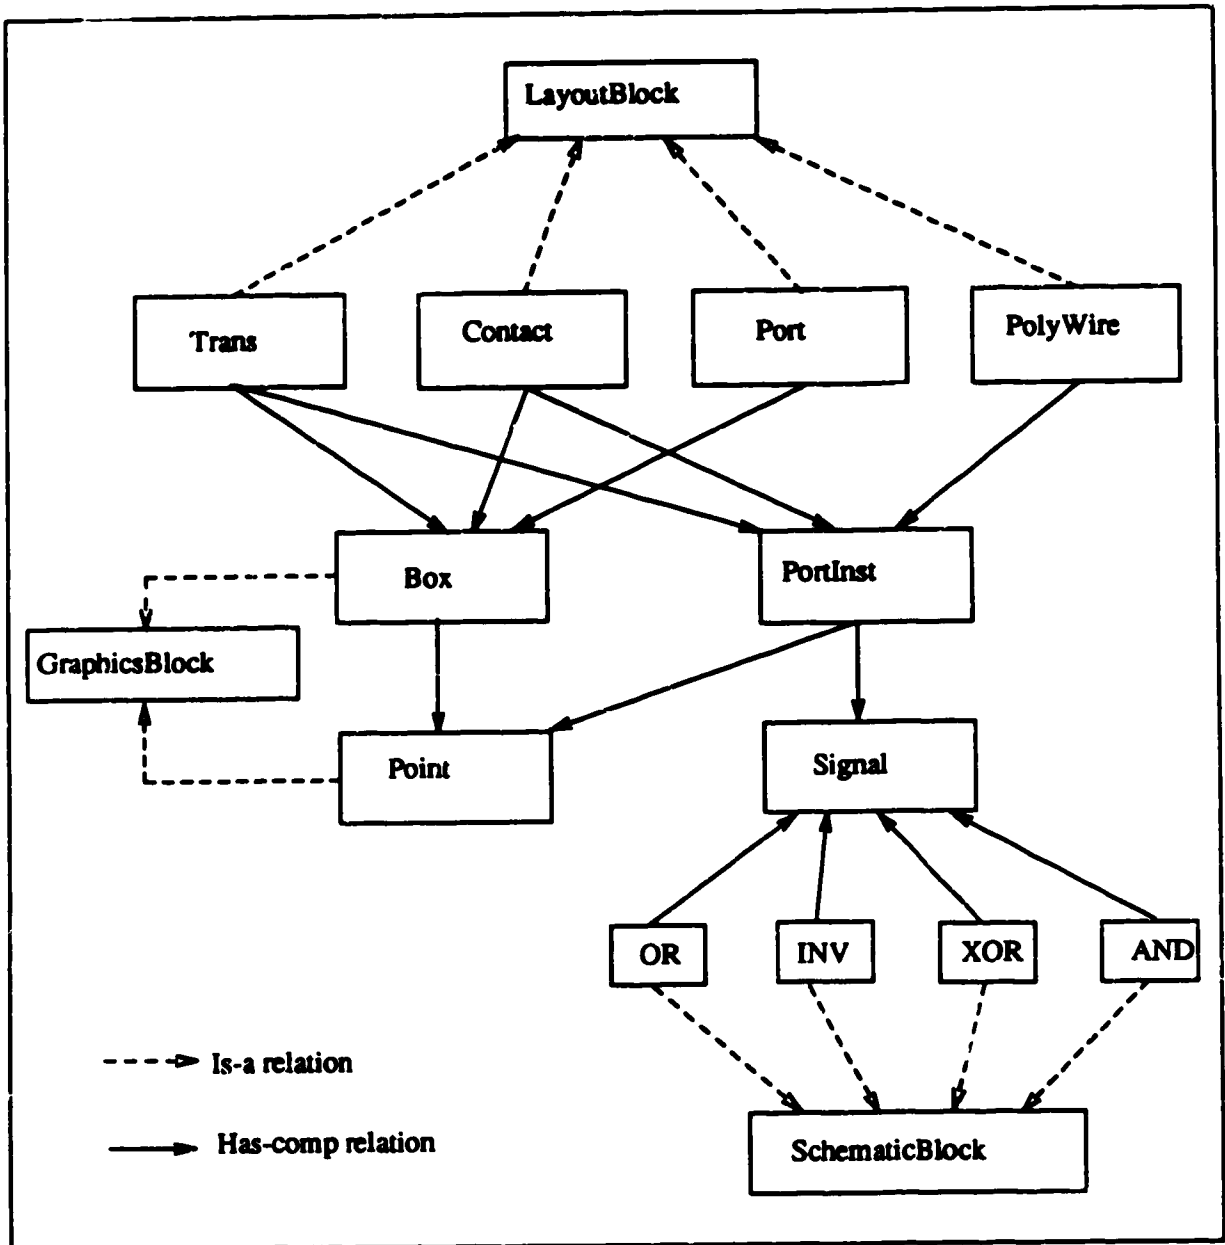 LayoutBlock
Trans
Contact
Port
PolyWire
Box
PortInst
GraphicsBlock
Point
Signal
OR
INV
XOR
AND
Is-a relation
Has-comp relation
SchematicBlock